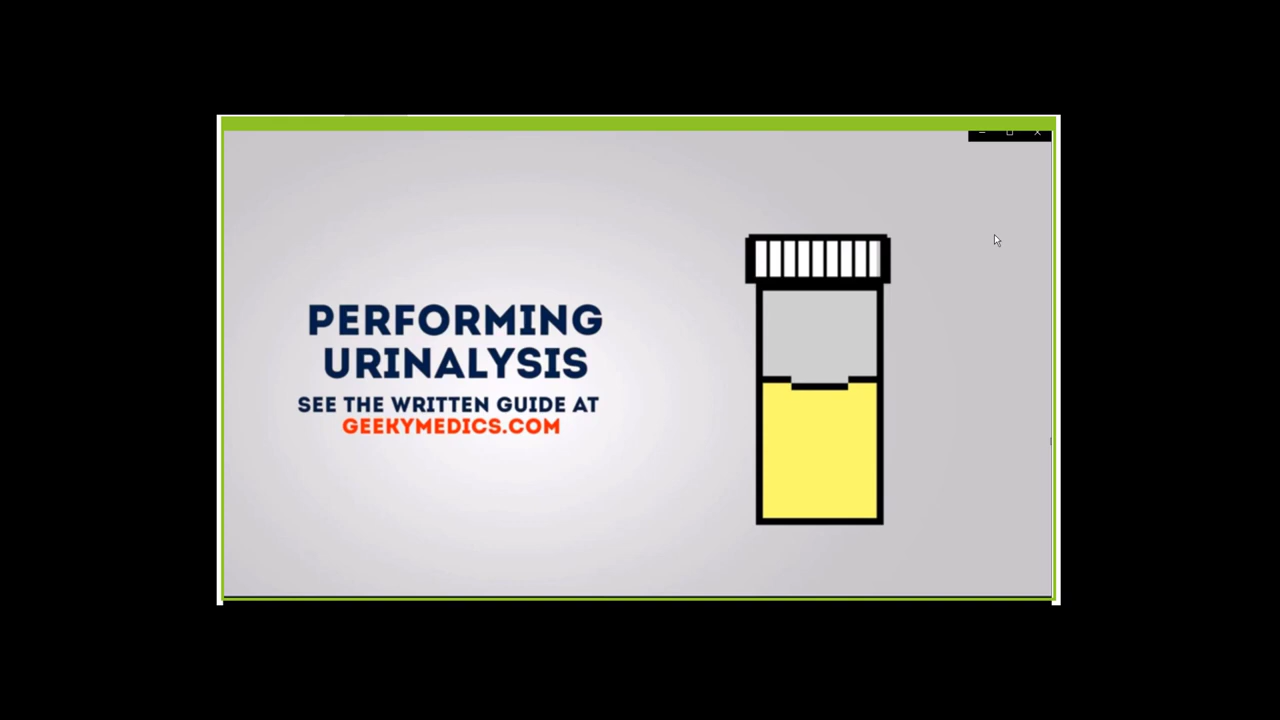 PERFORMING
URINALYSIS
SEE THE WRITTEN GUIDE AT
GEEKYMEDICS.COM